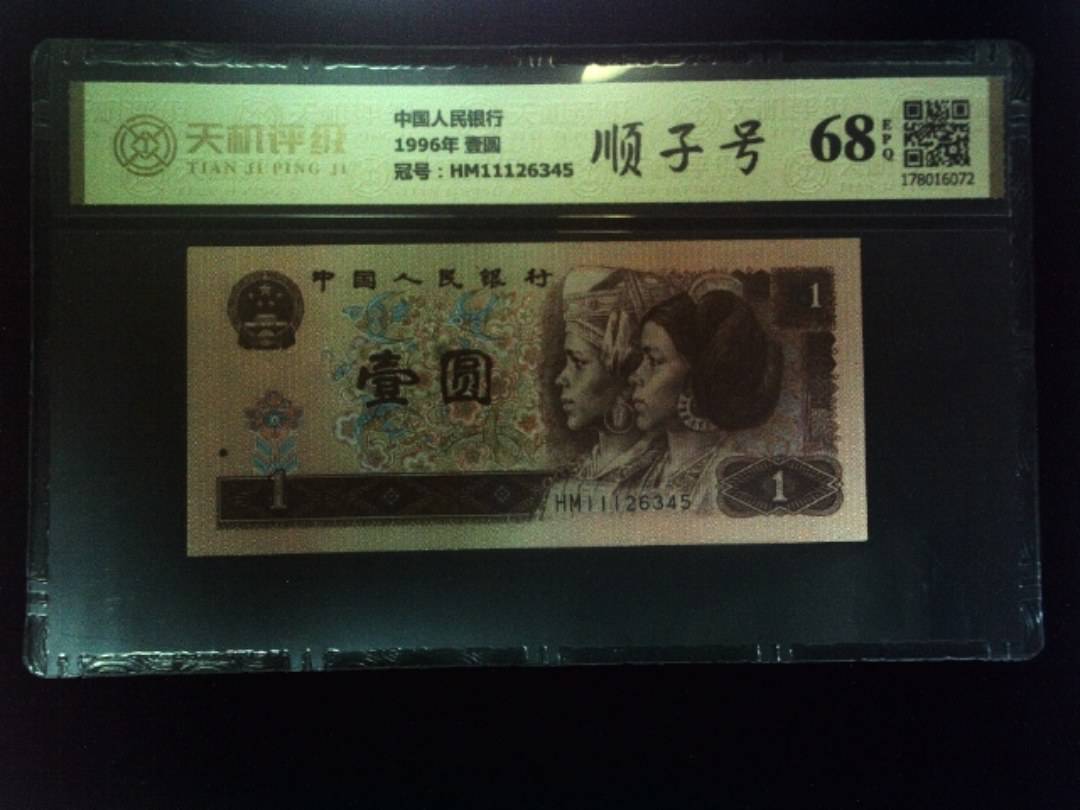 天机评级
TIAN JI PING JI
中国人民银行
1996年 壹圆
冠号：HM11126345
顺子号
68
EPQ
178016072
中国人民银行
壹圆
1
1
HM11126345
1